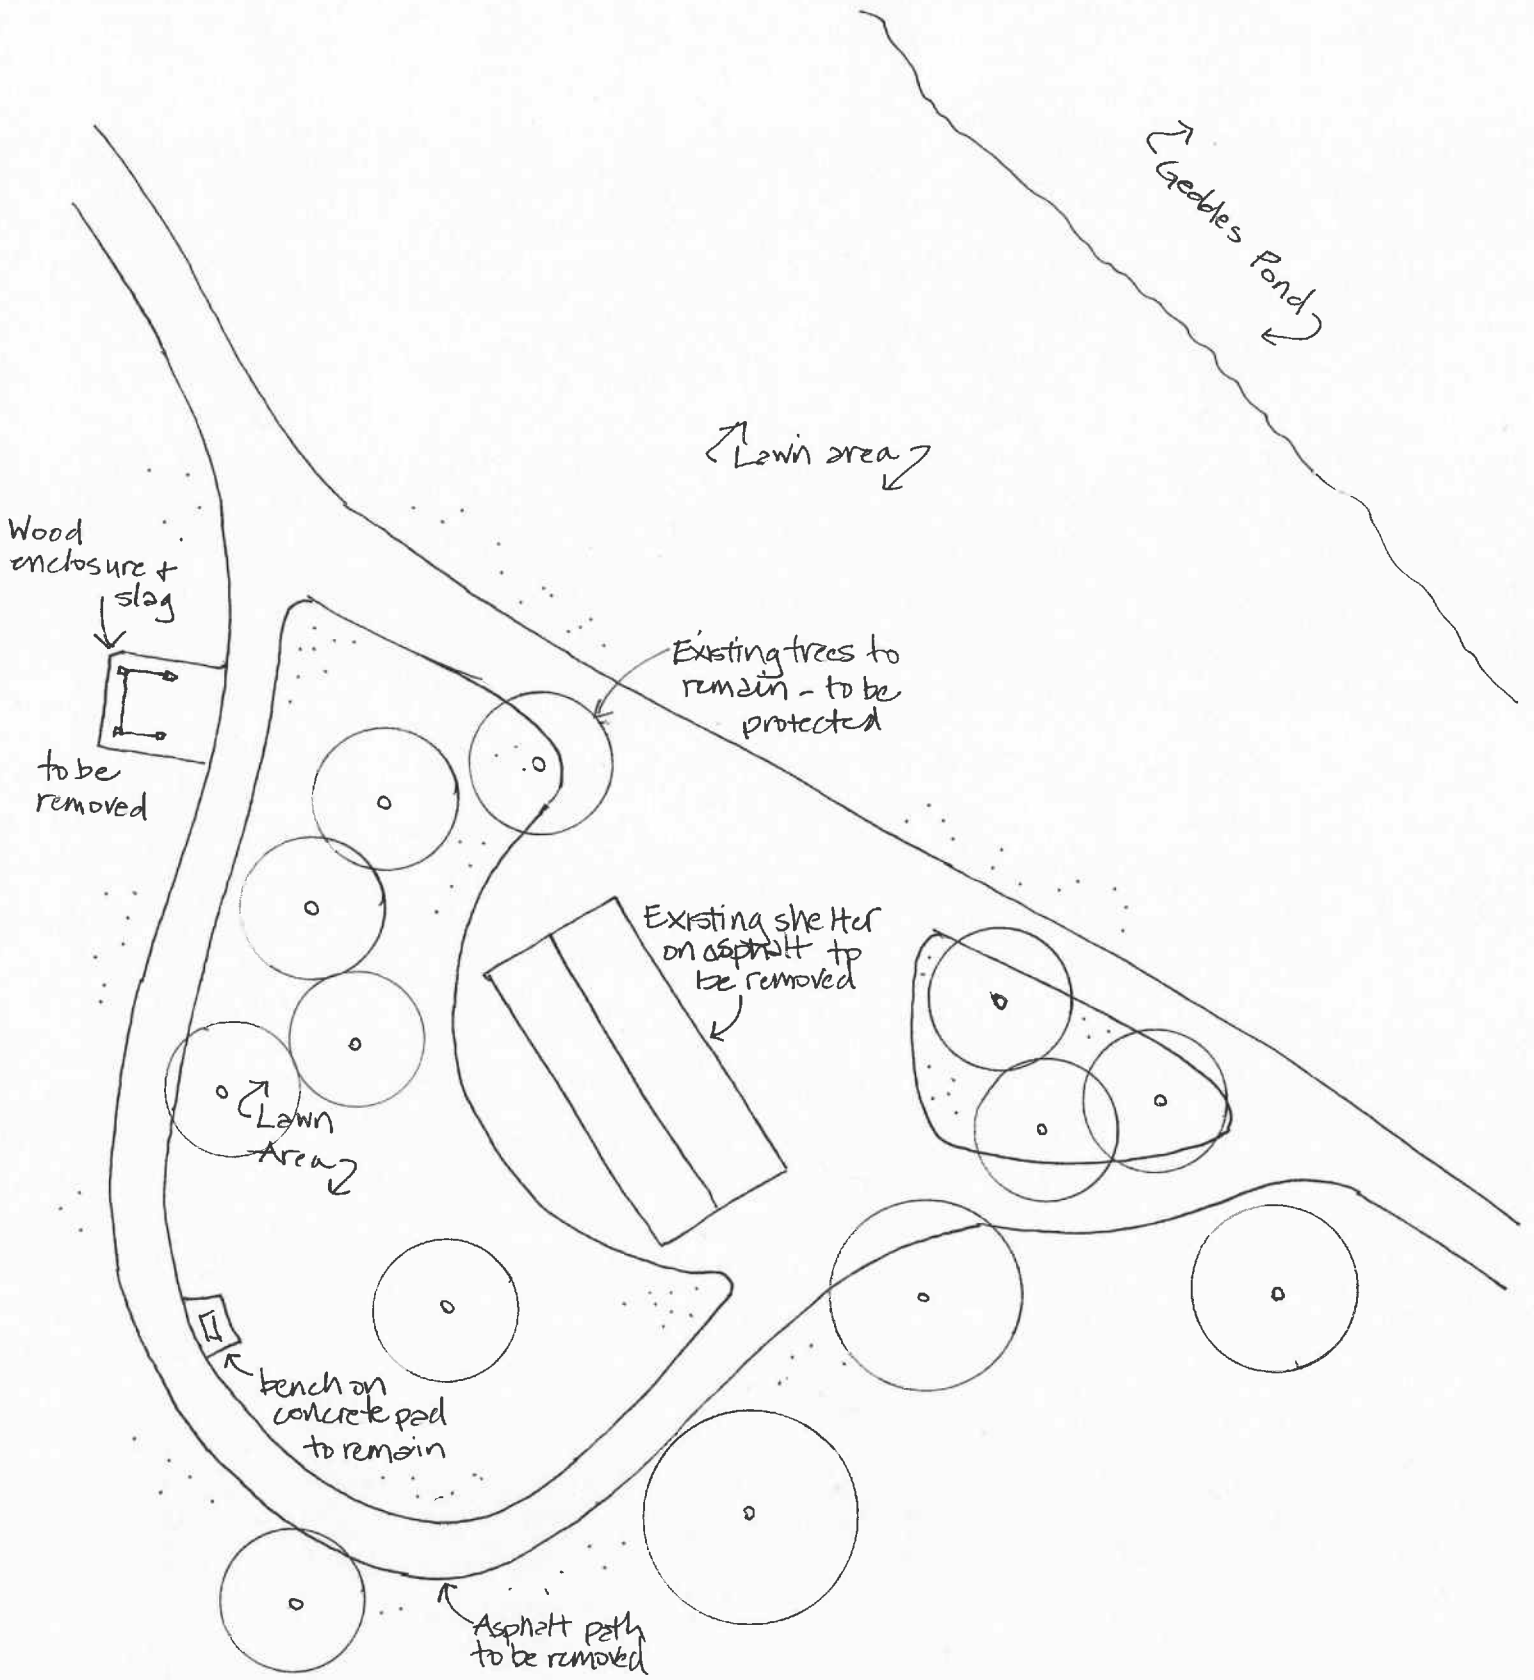 Geddes Pond
Lawn area
Wood
enclosure +
slag
to be
removed
Existing trees to
remain - to be
protected
Existing shelter
on asphalt to
be removed
Lawn
Area
bench on
concrete pad
to remain
Asphalt path
to be removed